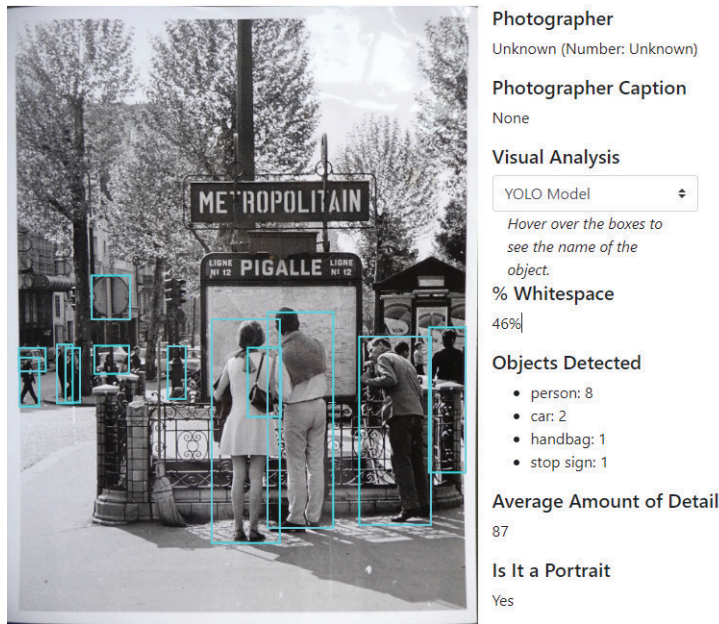 METROPOLITAIN
LIGNE
Nº 12
PIGALLE
LIGNE
Nº 12
Photographer
Unknown (Number: Unknown)
Photographer Caption
None
Visual Analysis
YOLO Model
Hover over the boxes to
see the name of the
object.
% Whitespace
46%
Objects Detected
person: 8
car: 2
handbag: 1
stop sign: 1
Average Amount of Detail
87
Is It a Portrait
Yes